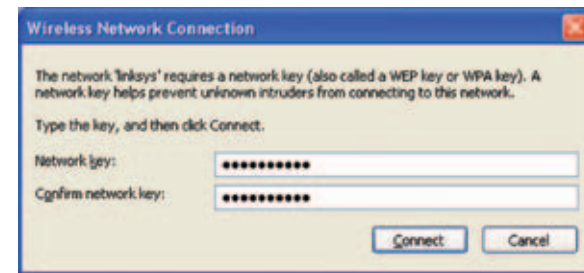 Wireless Network Connection
The network 'linksys' requires a network key (also called a WEP key or WPA key). A
network key helps prevent unknown intruders from connecting to this network.
Type the key, and then click Connect.
Network key:
••••••••••
Confirm network key:
••••••••••
Connect
Cancel